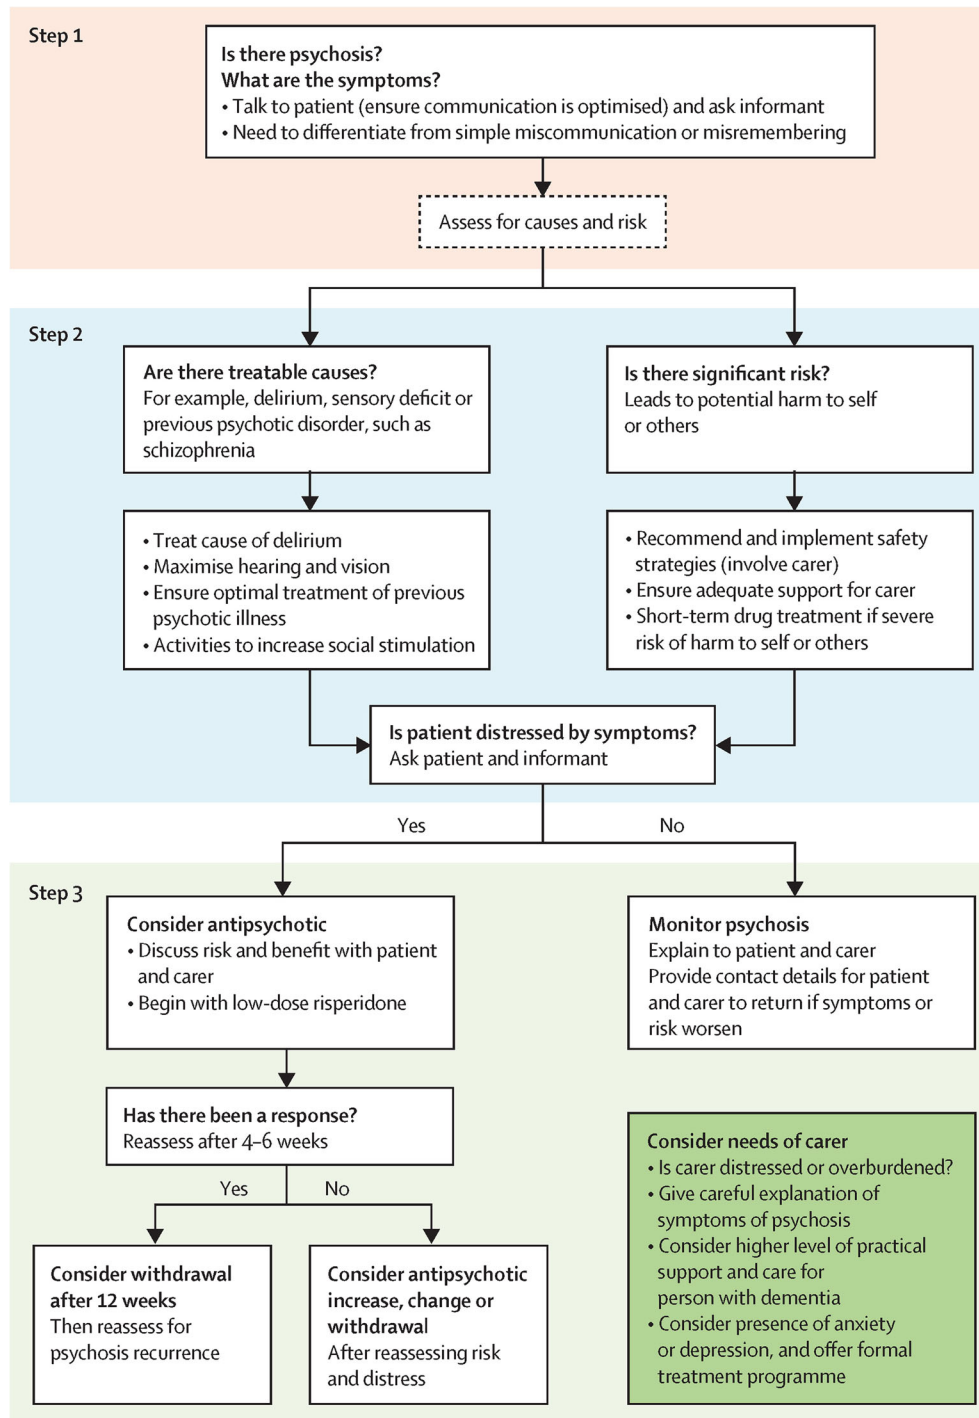 Step 1
Is there psychosis?
What are the symptoms?
• Talk to patient (ensure communication is optimised) and ask informant
• Need to differentiate from simple miscommunication or misremembering
Assess for causes and risk
Step 2
Are there treatable causes?
For example, delirium, sensory deficit or
previous psychotic disorder, such as
schizophrenia
Is there significant risk?
Leads to potential harm to self
or others
• Treat cause of delirium
• Maximise hearing and vision
• Ensure optimal treatment of previous
psychotic illness
• Activities to increase social stimulation
• Recommend and implement safety
strategies (involve carer)
• Ensure adequate support for carer
• Short-term drug treatment if severe
risk of harm to self or others
Is patient distressed by symptoms?
Ask patient and informant
Yes
No
Step 3
Consider antipsychotic
• Discuss risk and benefit with patient
and carer
• Begin with low-dose risperidone
Monitor psychosis
Explain to patient and carer
Provide contact details for patient
and carer to return if symptoms or
risk worsen
Has there been a response?
Reassess after 4–6 weeks
Yes
No
Consider withdrawal
after 12 weeks
Then reassess for
psychosis recurrence
Consider antipsychotic
increase, change or
withdrawal
After reassessing risk
and distress
Consider needs of carer
• Is carer distressed or overburdened?
• Give careful explanation of
symptoms of psychosis
• Consider higher level of practical
support and care for
person with dementia
• Consider presence of anxiety
or depression, and offer formal
treatment programme